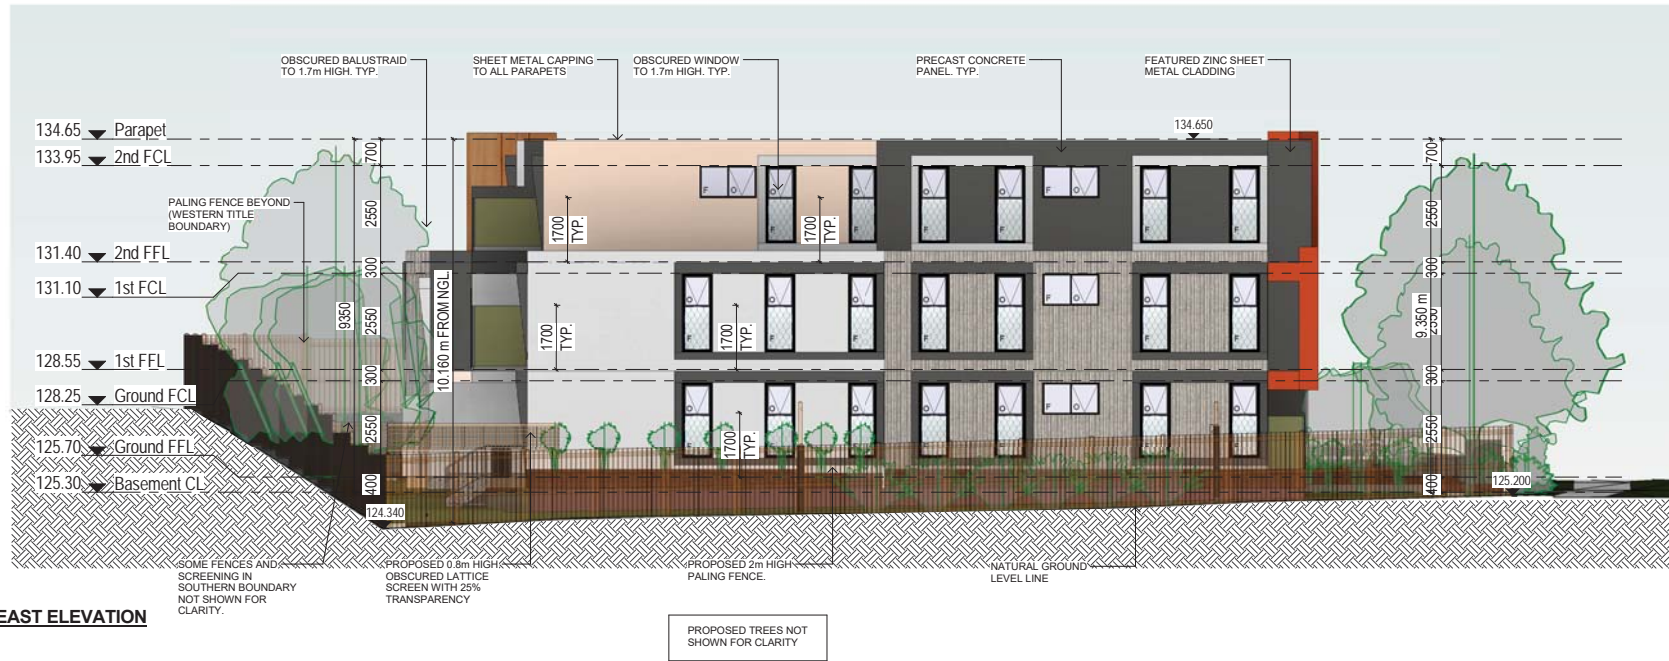 OBSCURED BALUSTRAID
TO 1.7m HIGH. TYP.
SHEET METAL CAPPING
TO ALL PARAPETS
OBSCURED WINDOW
TO 1.7m HIGH. TYP.
PRECAST CONCRETE
PANEL. TYP.
FEATURED ZINC SHEET
METAL CLADDING
134.65 Parapet
133.95 2nd FCL
131.40 2nd FFL
131.10 1st FCL
128.55 1st FFL
128.25 Ground FCL
125.70 Ground FFL
125.30 Basement CL
PALING FENCE BEYOND
(WESTERN TITLE
BOUNDARY)
134.650
700
2550
300
2550
300
2550
400
9350
10.160 m FROM NGL.
1700
TYP.
1700
TYP.
1700
TYP.
1700
TYP.
1700
TYP.
F O
O
F
O
F
O
F
O
F
F O
O
F
O
F
O
F
O
F
O
F
O
F
O
F
F O
O
F
O
F
O
F
O
F
O
F
O
F
O
F
F O
O
F
O
F
700
2550
300
2550
300
2550
400
9.350 m
124.340
125.200
SOME FENCES AND
SCREENING IN
SOUTHERN BOUNDARY
NOT SHOWN FOR
CLARITY.
PROPOSED 0.8m HIGH
OBSCURED LATTICE
SCREEN WITH 25%
TRANSPARENCY
PROPOSED 2m HIGH
PALING FENCE.
NATURAL GROUND
LEVEL LINE
EAST ELEVATION
PROPOSED TREES NOT
SHOWN FOR CLARITY